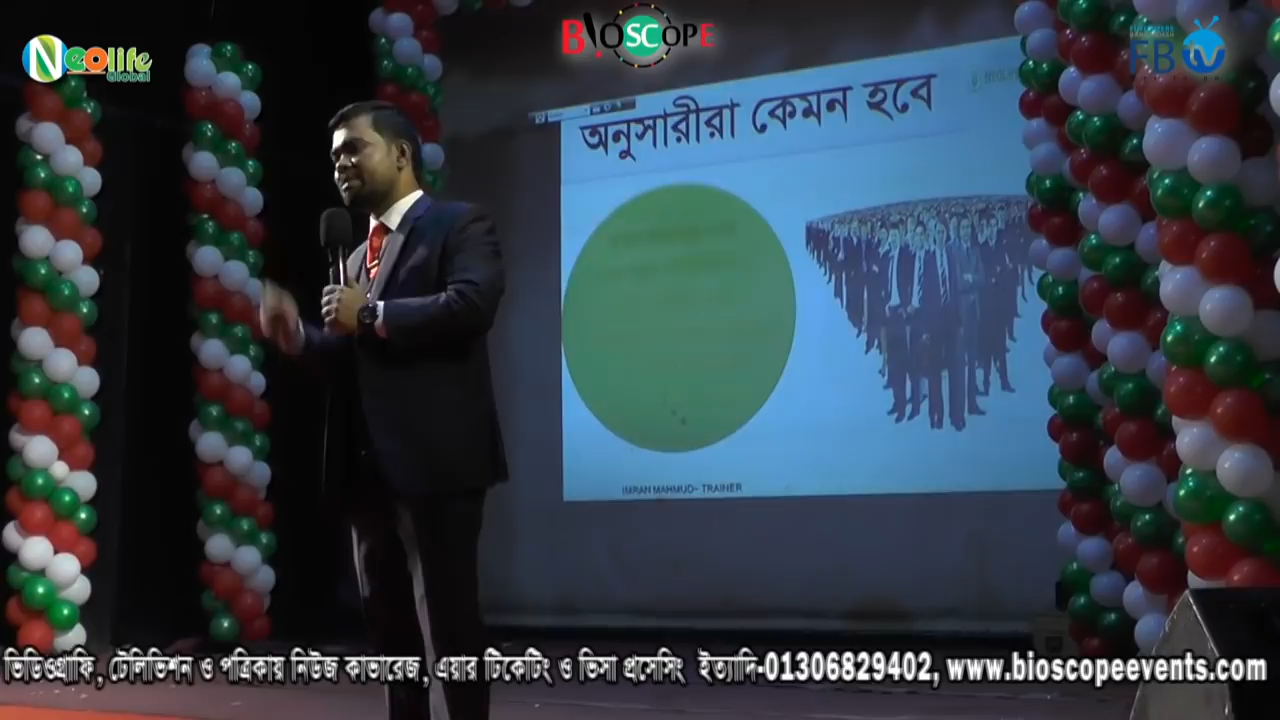 Neolife
Global
BIOSCOPE
FB TV
অনুসারীরা কেমন হবে
IMRAN MAHMUD- TRAINER
ভিডিওগ্রাফি, টেলিভিশন ও পত্রিকায় নিউজ কাভারেজ, এয়ার টিকেটিং ও ভিসা প্রসেসিং ইত্যাদি-01306829402, www.bioscopeevents.com